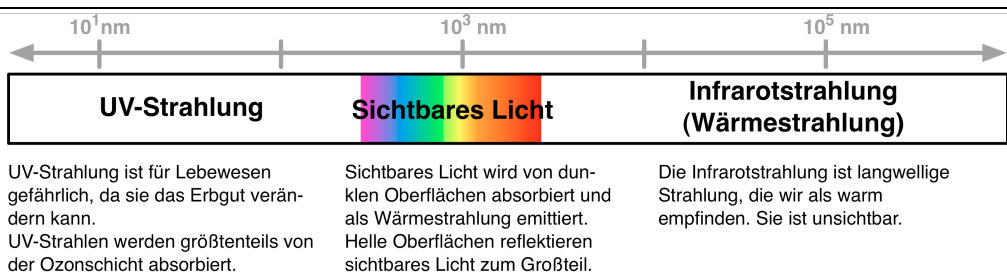 10¹nm
10³ nm
10⁵ nm
UV-Strahlung
Sichtbares Licht
Infrarotstrahlung
(Wärmestrahlung)
UV-Strahlung ist für Lebewesen
gefährlich, da sie das Erbgut verän-
dern kann.
UV-Strahlen werden größtenteils von
der Ozonschicht absorbiert.
Sichtbares Licht wird von dun-
klen Oberflächen absorbiert und
als Wärmestrahlung emittiert.
Helle Oberflächen reflektieren
sichtbares Licht zum Großteil.
Die Infrarotstrahlung ist langwellige
Strahlung, die wir als warm
empfinden. Sie ist unsichtbar.